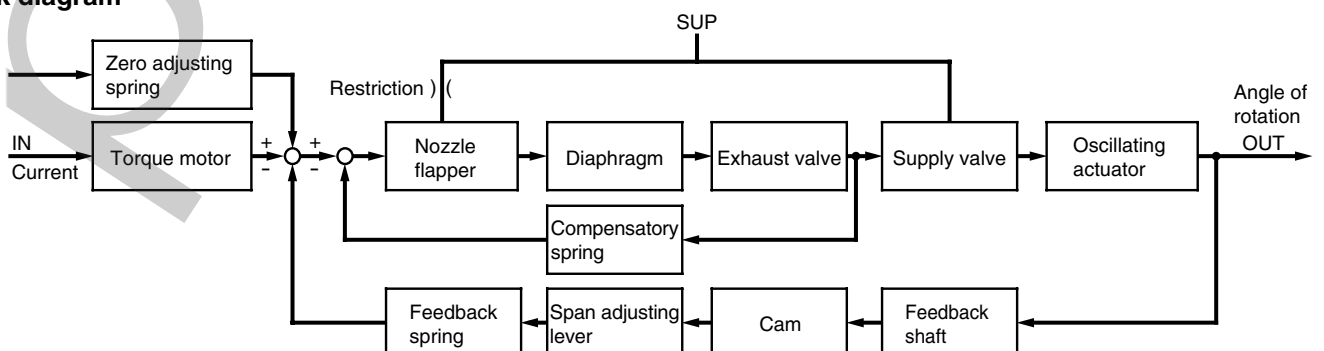 k diagram
SUP
Zero adjusting
spring
Restriction ) (
Angle of
rotation
IN
OUT
Current
Torque motor
+
-
+
-
Nozzle
flapper
Diaphragm
Exhaust valve
Supply valve
Oscillating
actuator
Compensatory
spring
Feedback
spring
Span adjusting
lever
Cam
Feedback
shaft